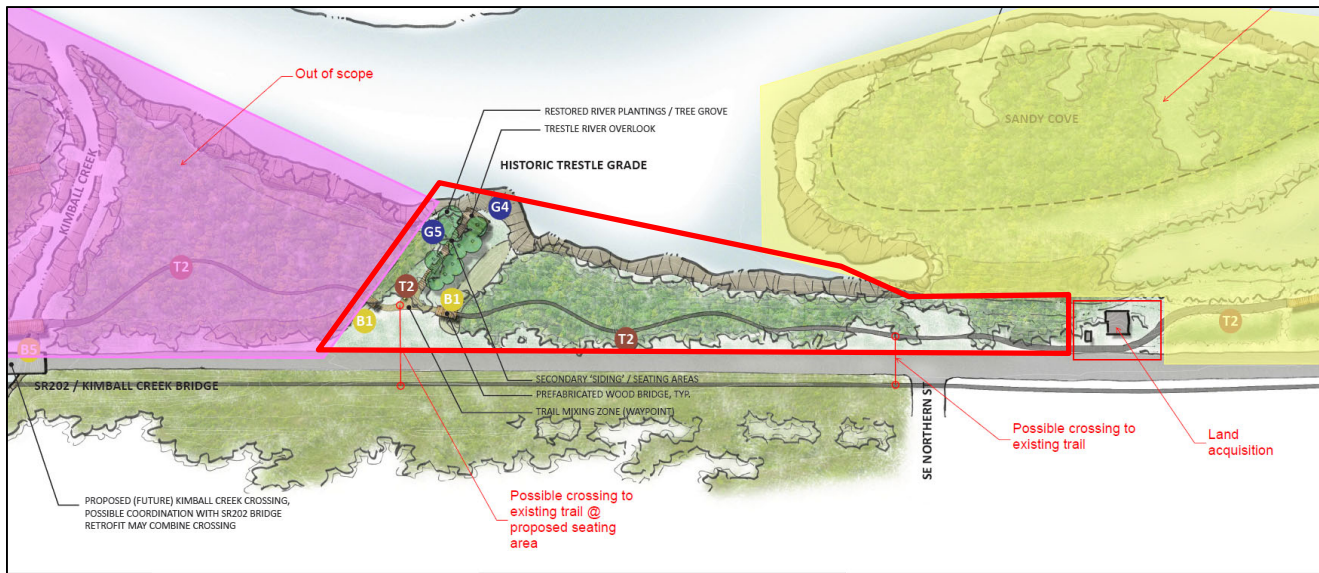 Out of scope
RESTORED RIVER PLANTINGS / TREE GROVE
TRESTLE RIVER OVERLOOK
HISTORIC TRESTLE GRADE
SANDY COVE
KIMBALL CREEK
G4
G5
T2
T2
B1
B1
T2
T2
B5
SR202 / KIMBALL CREEK BRIDGE
SECONDARY 'SIDING' / SEATING AREAS
PREFABRICATED WOOD BRIDGE, TYP.
TRAIL MIXING ZONE (WAYPOINT)
SE NORTHERN ST
Possible crossing to
existing trail
Land
acquisition
Possible crossing to
existing trail @
proposed seating
area
PROPOSED (FUTURE) KIMBALL CREEK CROSSING,
POSSIBLE COORDINATION WITH SR202 BRIDGE
RETROFIT MAY COMBINE CROSSING